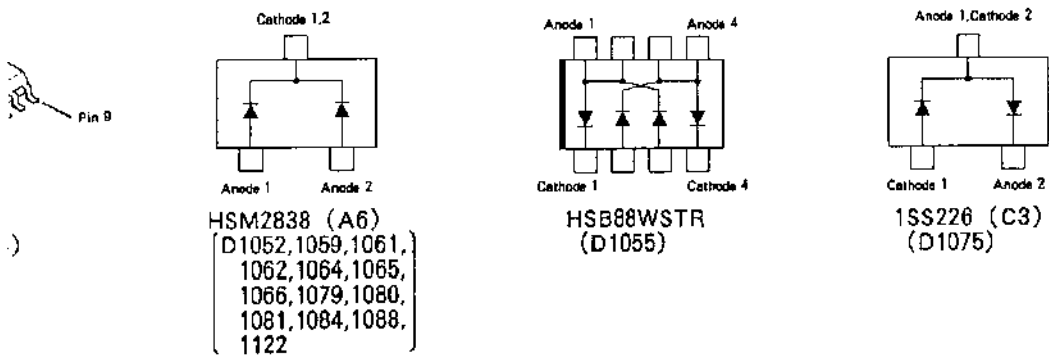 Pin 9
Cathode 1,2
Anode 1
Anode 2
HSM2838 (A6)
D1052,1059,1061,
1062,1064,1065,
1066,1079,1080,
1081,1084,1088,
1122
Anode 1
Anode 4
Cathode 1
Cathode 4
HSB88WSTR
(D1055)
Anode 1,Cathode 2
Cathode 1
Anode 2
1SS226 (C3)
(D1075)